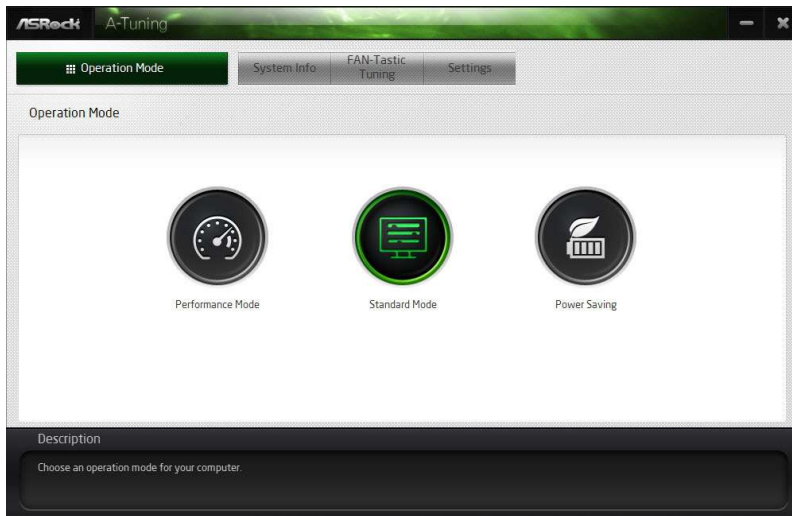 ASRock A-Tuning
Operation Mode System Info FAN-Tastic Tuning Settings
Operation Mode
Performance Mode Standard Mode Power Saving
Description
Choose an operation mode for your computer.